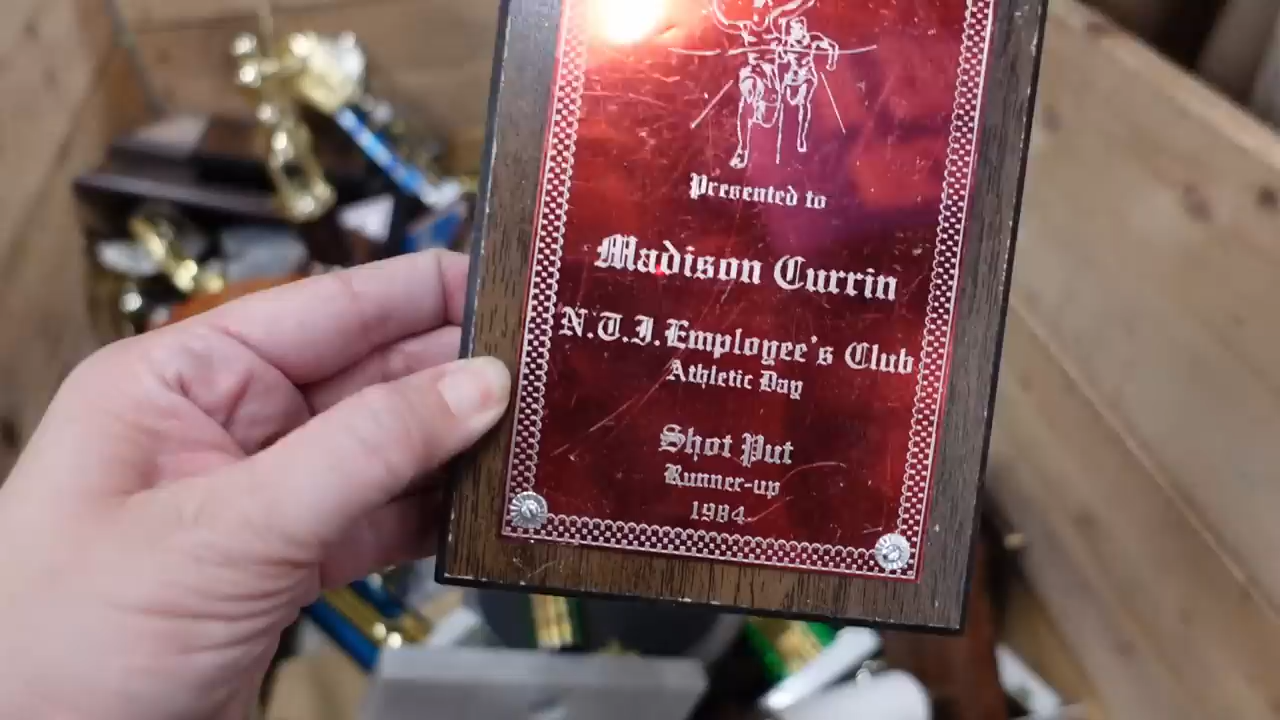 Presented to
Madison Currin
N.T.I. Employee's Club
Athletic Day
Shot Put
Runner-up
1984